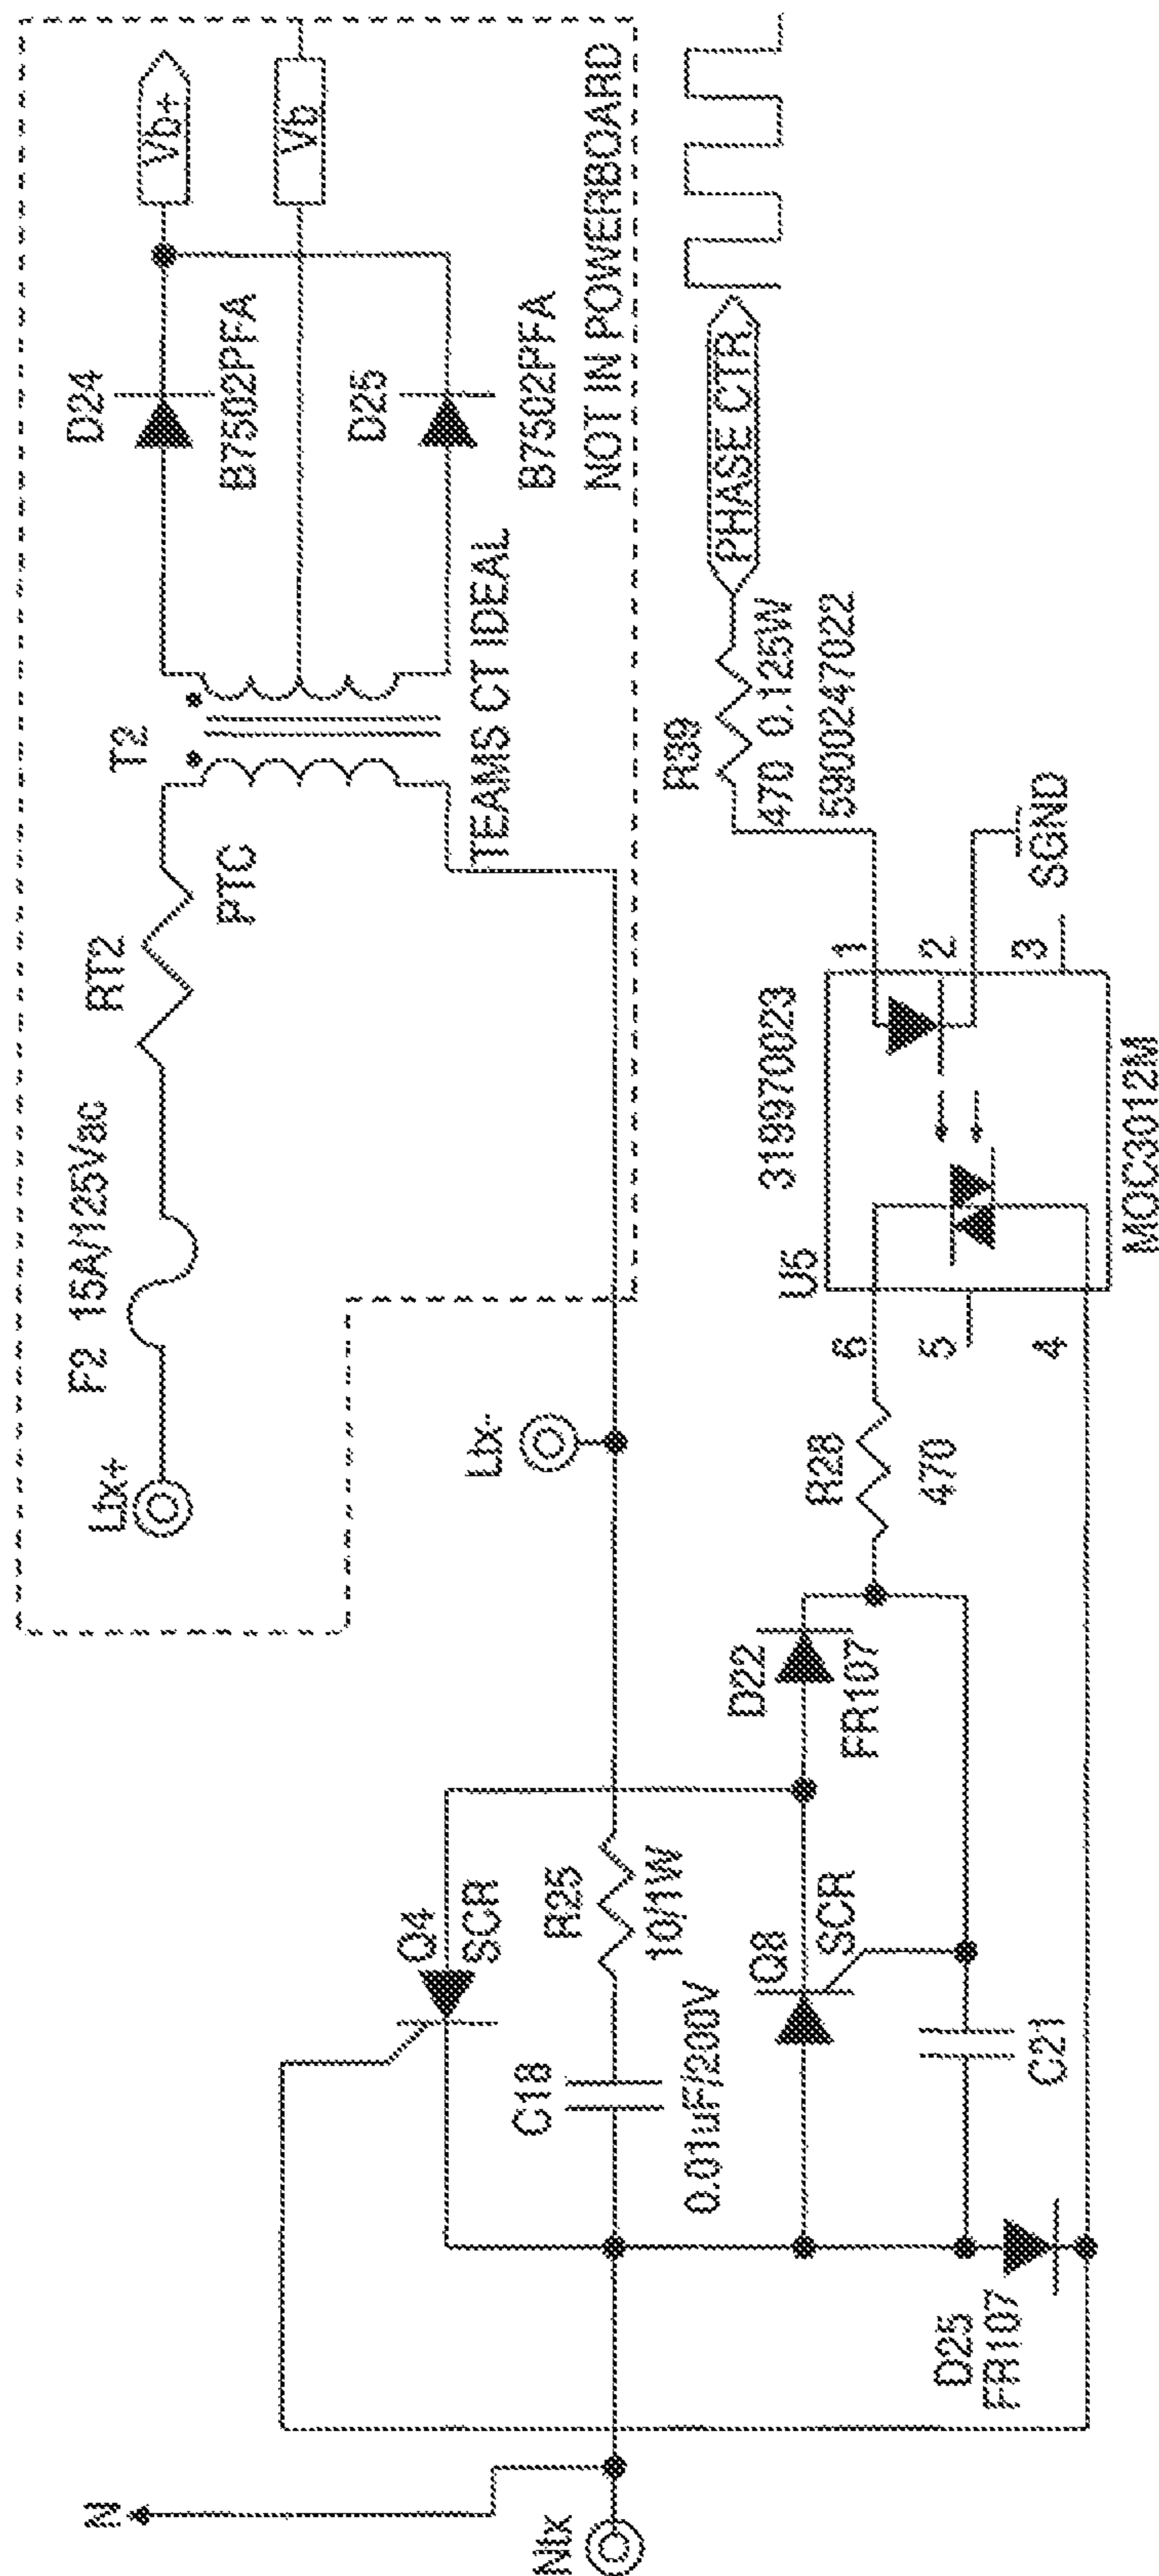 N
Ntx
Ltx+
F2 15A/125Vac
RT2
PTC
T2
TEAMS CT IDEAL
D24
B7502PFA
D25
B7502PFA
Vb+
Vb
NOT IN POWERBOARD
Ltx-
Q4
SCR
C18
0.01uF/200V
R25
10/1W
Q8
SCR
D22
FR107
C21
D25
FR107
R28
470
U5
319970023
6
5
4
1
2
3
MOC3012M
SGND
R39
470 0.125W
5900247022
PHASE CTR.